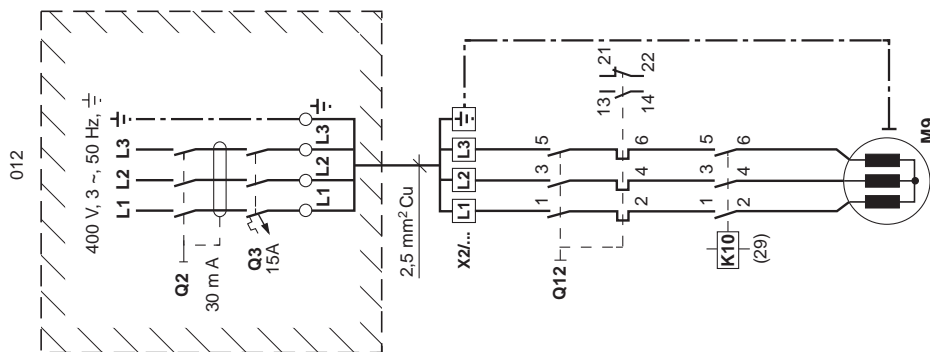 012
400 V, 3 ~, 50 Hz,
L1 L2 L3
Q2
30 m A
Q3
15A
L1 L2 L3
2,5 mm² Cu
X2/...
L1 L2 L3
Q12
1 3 5
13 21
14 22
2 4 6
1 3 5
2 4 6
K10
(29)
M9